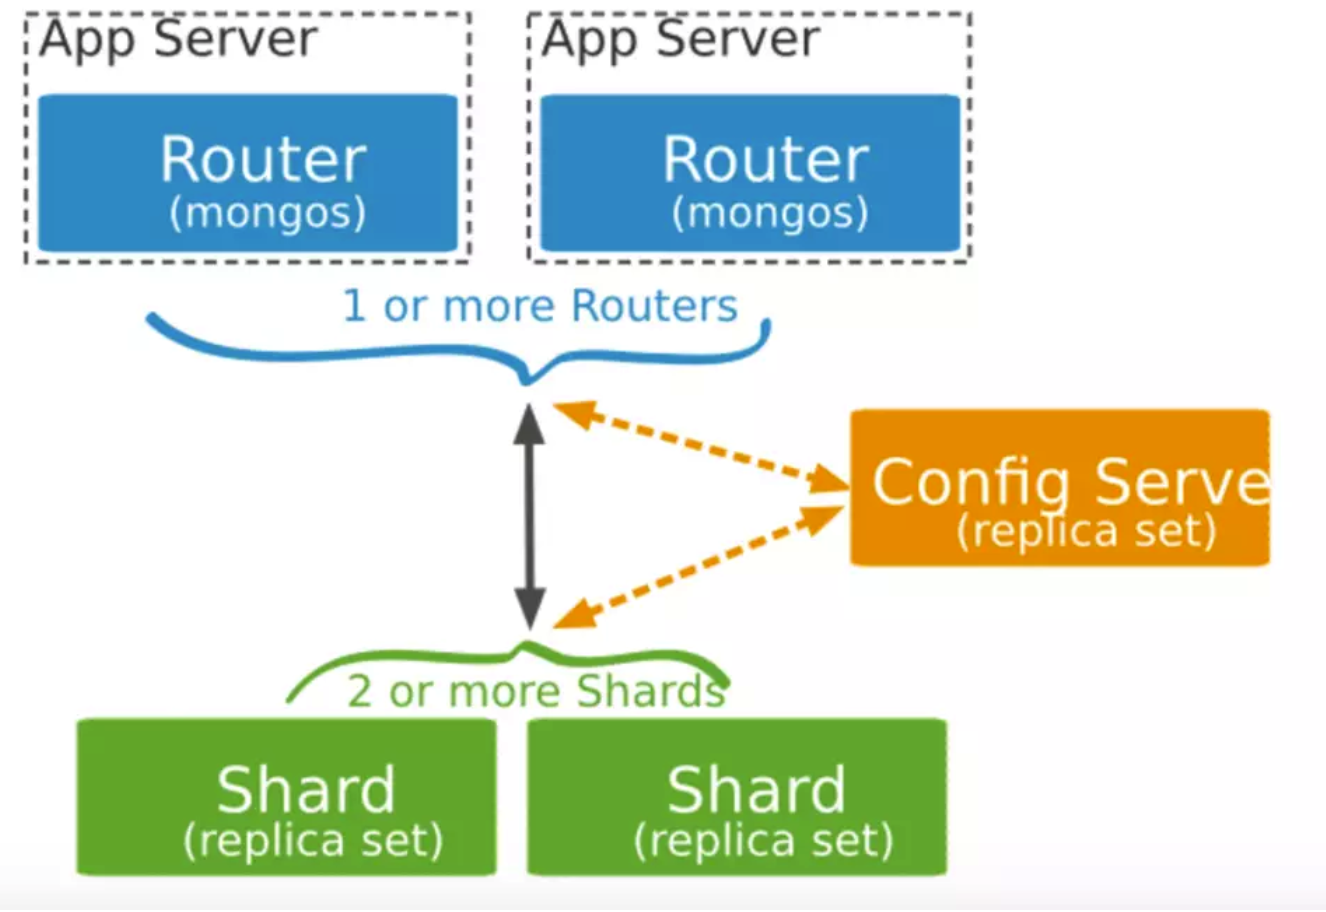 App Server
App Server
Router
(mongos)
Router
(mongos)
1 or more Routers
Config Serve
(replica set)
2 or more Shards
Shard
(replica set)
Shard
(replica set)